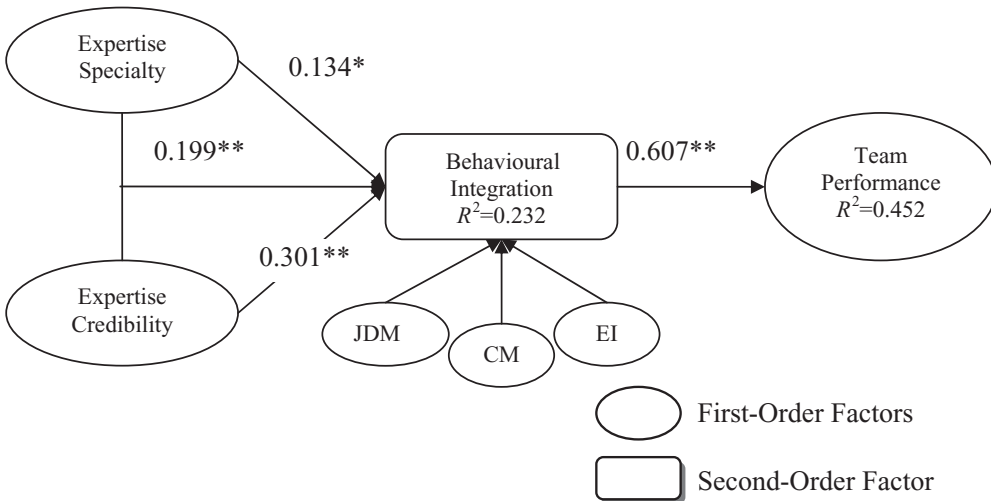 Expertise
Specialty
0.134*
0.199**
Behavioural
Integration
R²=0.232
0.607**
Team
Performance
R²=0.452
0.301**
Expertise
Credibility
JDM
CM
EI
First-Order Factors
Second-Order Factor